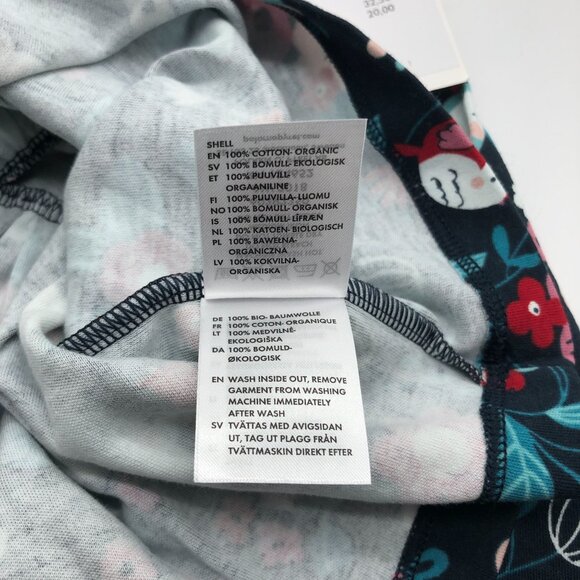 32,50
20,00
SHELL
EN 100% COTTON- ORGANIC
SV 100% BOMULL-EKOLOGISK
ET 100% PUUVILL-
ORGAANILINE
FI 100% PUUVILLA-LUOMU
NO 100% BOMULL- ORGANISK
IS 100% BÓMULL- LÍFRÆN
NL 100% KATOEN- BIOLOGISCH
PL 100% BAWEŁNA-
ORGANICZNA
LV 100% KOKVILNA-
ORGANISKA
DE 100% BIO- BAUMWOLLE
FR 100% COTON- ORGANIQUE
LT 100% MEDVILNĖ-
EKOLOGIŠKA
DA 100% BOMULD-
ØKOLOGISK
EN WASH INSIDE OUT, REMOVE
GARMENT FROM WASHING
MACHINE IMMEDIATELY
AFTER WASH
SV TVÄTTAS MED AVIGSIDAN
UT, TAG UT PLAGG FRÅN
TVÄTTMASKIN DIREKT EFTER